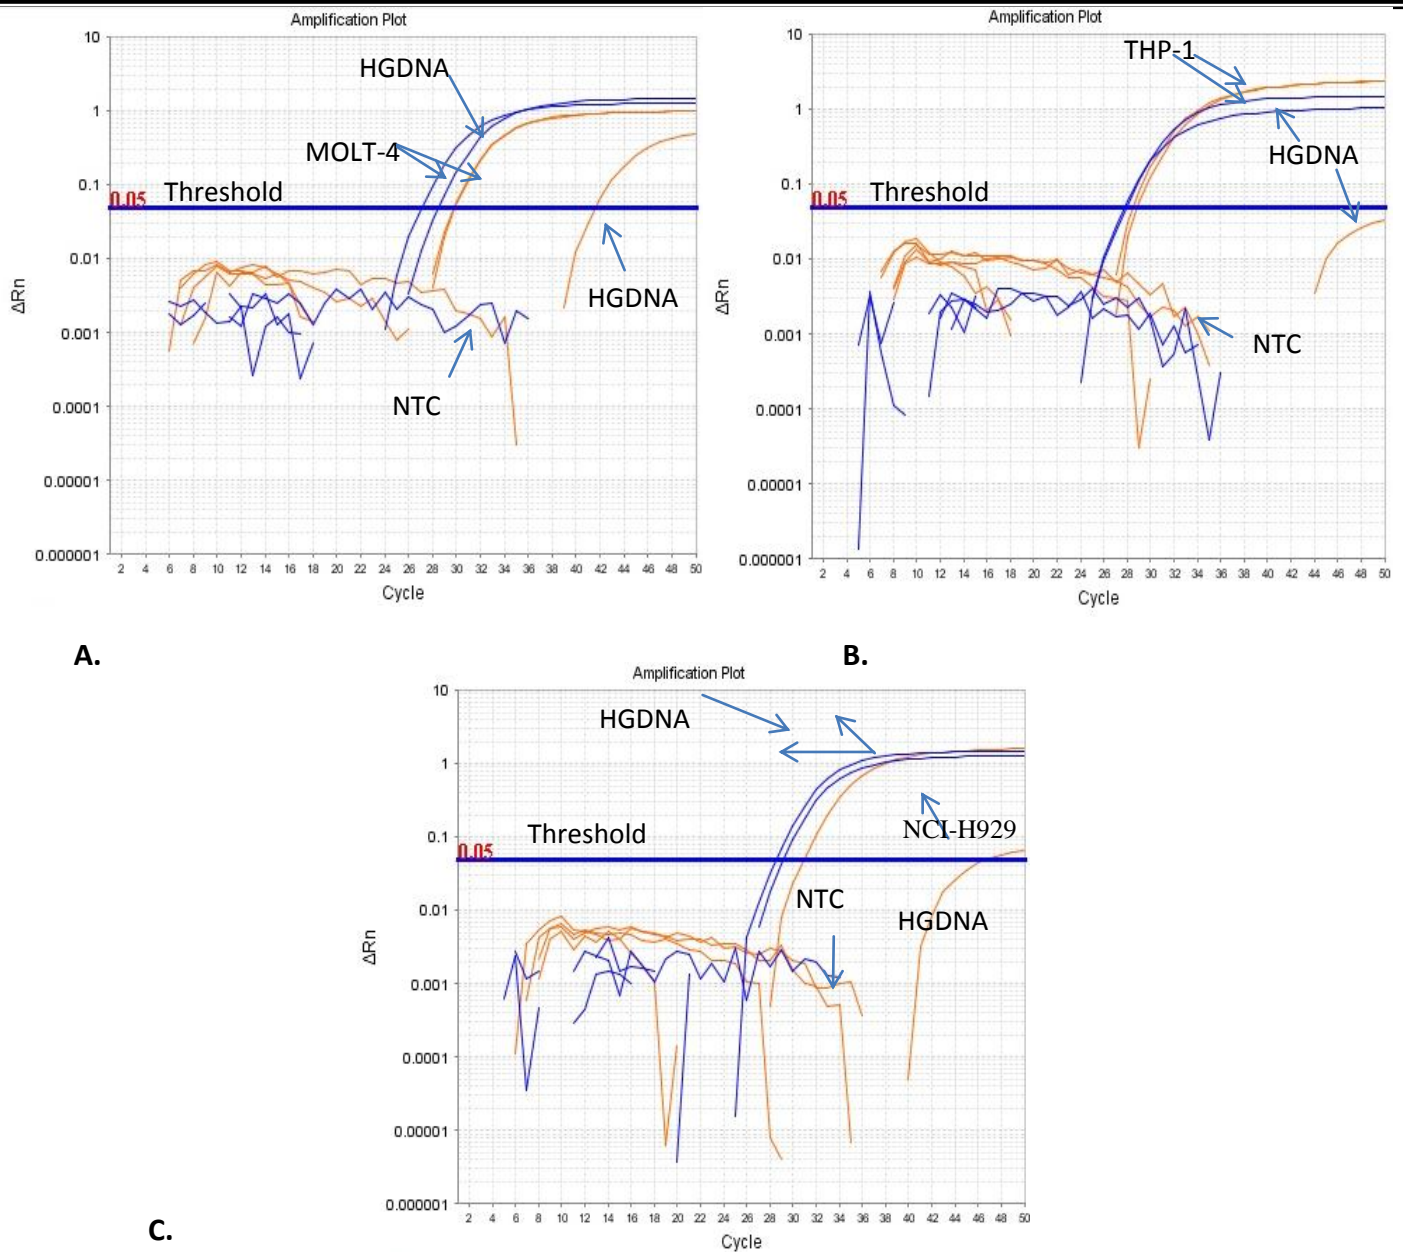 Amplification Plot
10
1
0.1
0.01
0.001
0.0001
0.00001
0.000001
ΔRn
HGDNA
MOLT-4
0.05 Threshold
HGDNA
NTC
2 4 6 8 10 12 14 16 18 20 22 24 26 28 30 32 34 36 38 40 42 44 46 48 50
Cycle
A.
Amplification Plot
10
1
0.1
0.01
0.001
0.0001
0.00001
0.000001
ΔRn
THP-1
HGDNA
0.05 Threshold
NTC
2 4 6 8 10 12 14 16 18 20 22 24 26 28 30 32 34 36 38 40 42 44 46 48 50
Cycle
B.
Amplification Plot
10
1
0.1
0.01
0.001
0.0001
0.00001
0.000001
ΔRn
HGDNA
NCI-H929
Threshold
0.05
NTC
HGDNA
2 4 6 8 10 12 14 16 18 20 22 24 26 28 30 32 34 36 38 40 42 44 46 48 50
Cycle
C.